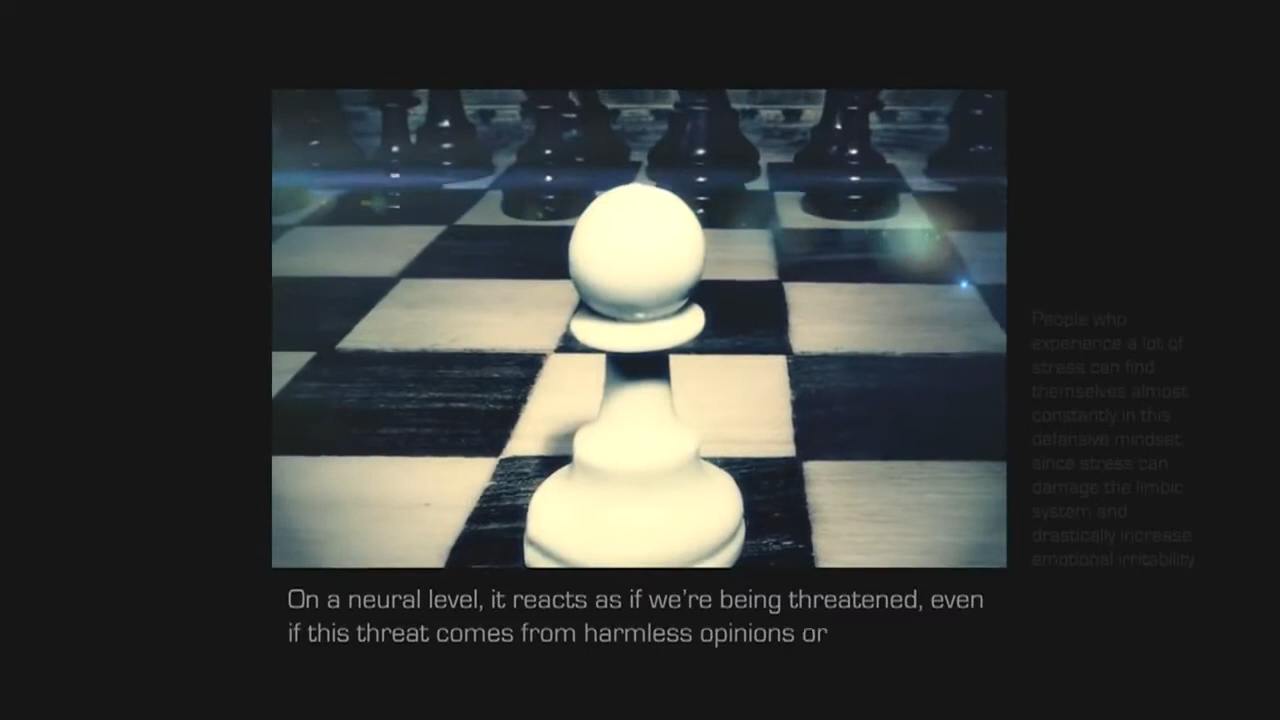 People who
experience a lot of
stress can find
themselves almost
constantly in this
defensive mindset,
since stress can
damage the limbic
system and
drastically increase
emotional irritability
On a neural level, it reacts as if we're being threatened, even
if this threat comes from harmless opinions or